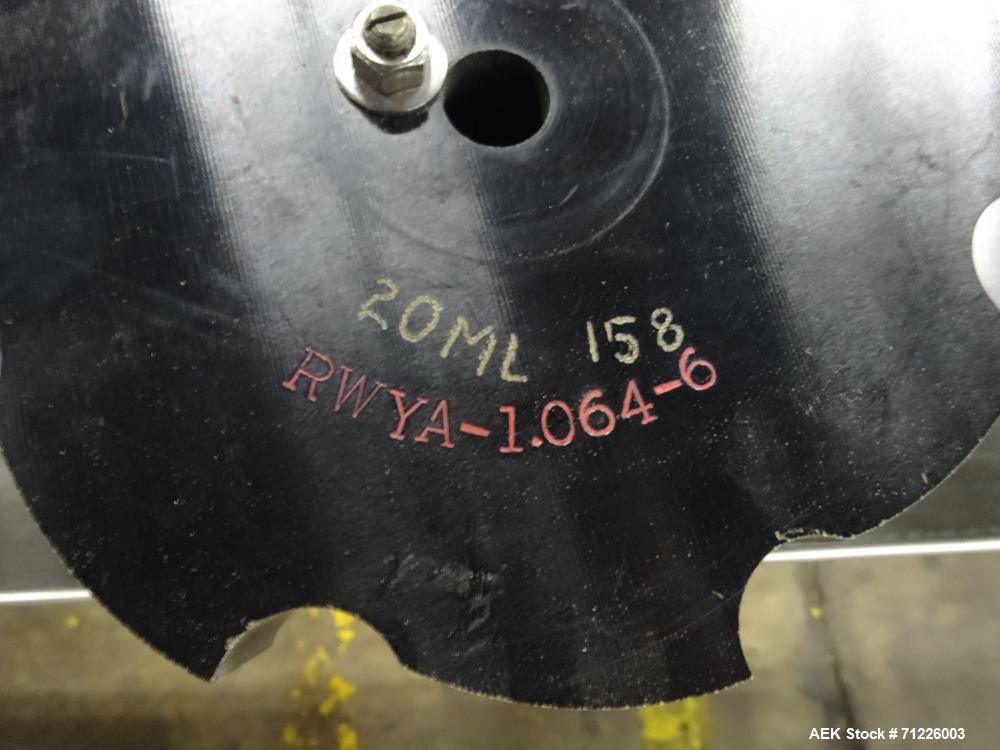 20ML 158
RWYA-1.064-6
AEK Stock # 71226003